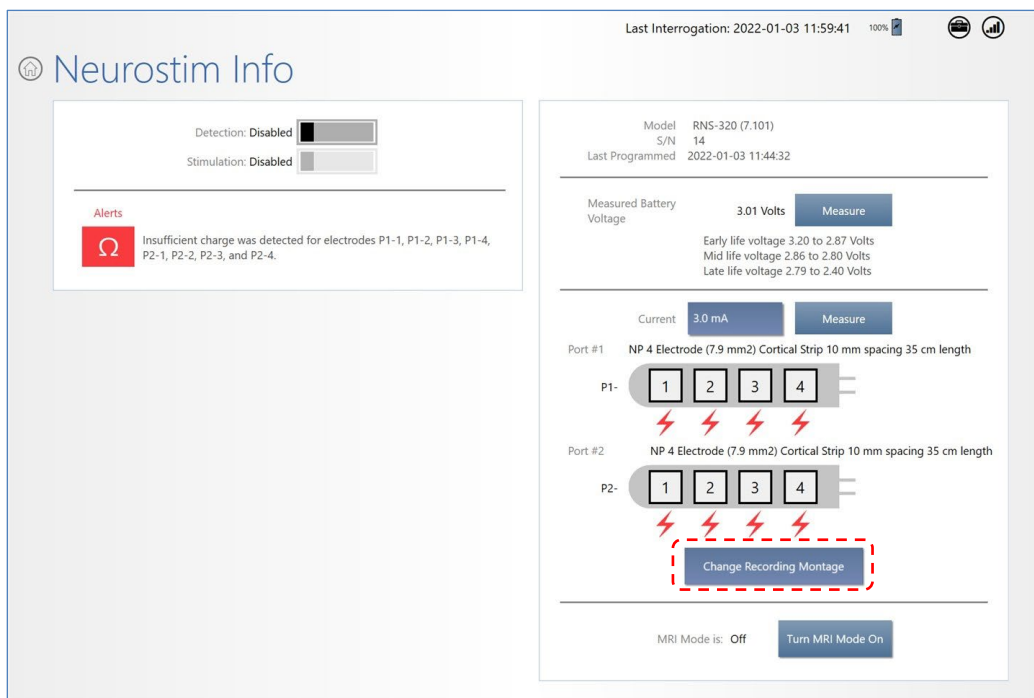 Last Interrogation: 2022-01-03 11:59:41 100%
Neurostim Info
Detection: Disabled
Stimulation: Disabled
Alerts
Ω
Insufficient charge was detected for electrodes P1-1, P1-2, P1-3, P1-4,
P2-1, P2-2, P2-3, and P2-4.
Model RNS-320 (7.101)
S/N 14
Last Programmed 2022-01-03 11:44:32
Measured Battery
Voltage
3.01 Volts Measure
Early life voltage 3.20 to 2.87 Volts
Mid life voltage 2.86 to 2.80 Volts
Late life voltage 2.79 to 2.40 Volts
Current 3.0 mA Measure
Port #1 NP 4 Electrode (7.9 mm2) Cortical Strip 10 mm spacing 35 cm length
P1- 1 2 3 4
Port #2 NP 4 Electrode (7.9 mm2) Cortical Strip 10 mm spacing 35 cm length
P2- 1 2 3 4
Change Recording Montage
MRI Mode is: Off Turn MRI Mode On